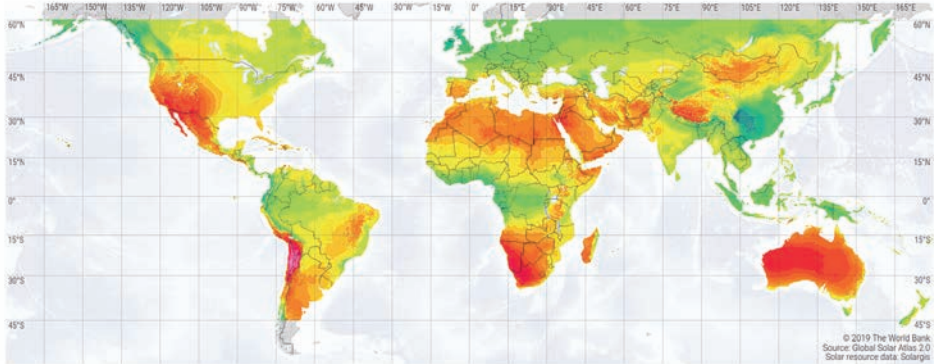 165°W 150°W 135°W 120°W 105°W 90°W 75°W 60°W 45°W 30°W 15°W 0° 15°E 30°E 45°E 60°E 75°E 90°E 105°E 120°E 135°E 150°E 165°E
60°N 60°N
45°N 45°N
30°N 30°N
15°N 15°N
0° 0°
15°S 15°S
30°S 30°S
45°S 45°S
© 2019 The World Bank
Source: Global Solar Atlas 2.0
Solar resource data: Solargis